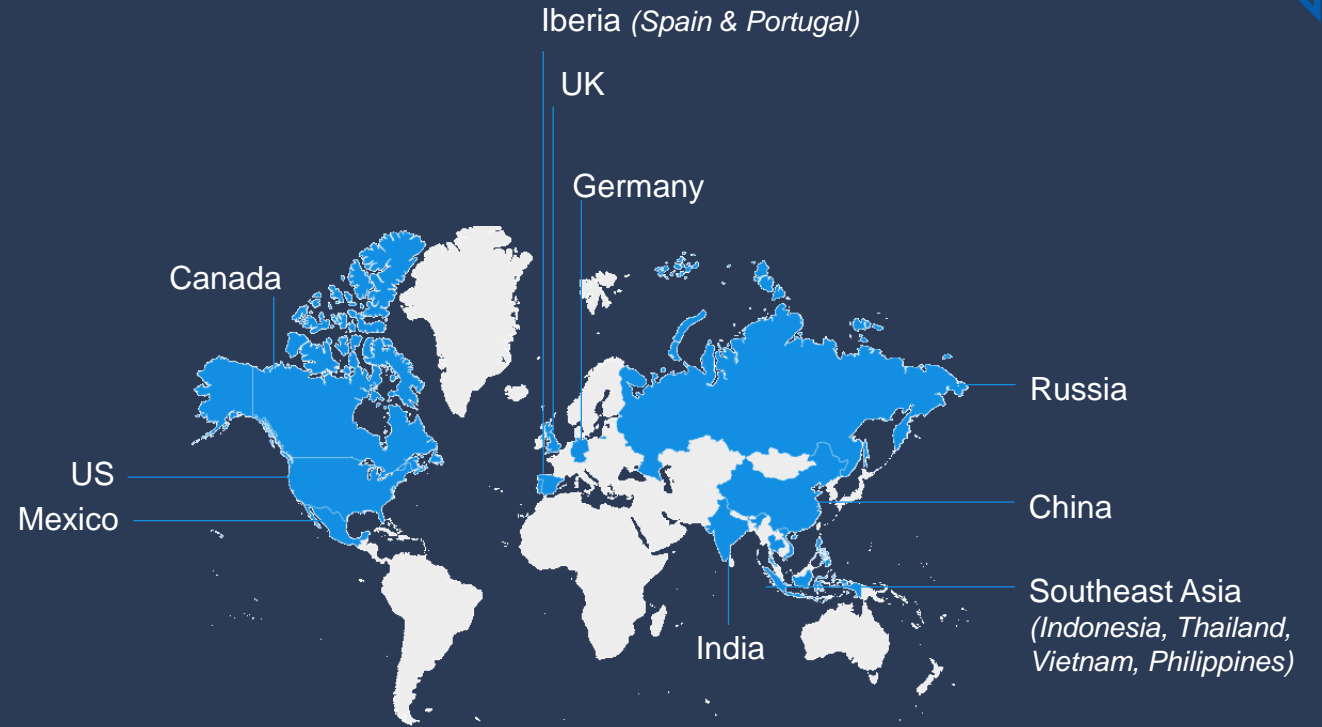 Iberia (Spain & Portugal)
UK
Germany
Canada
Russia
US
China
Mexico
Southeast Asia
(Indonesia, Thailand,
Vietnam, Philippines)
India